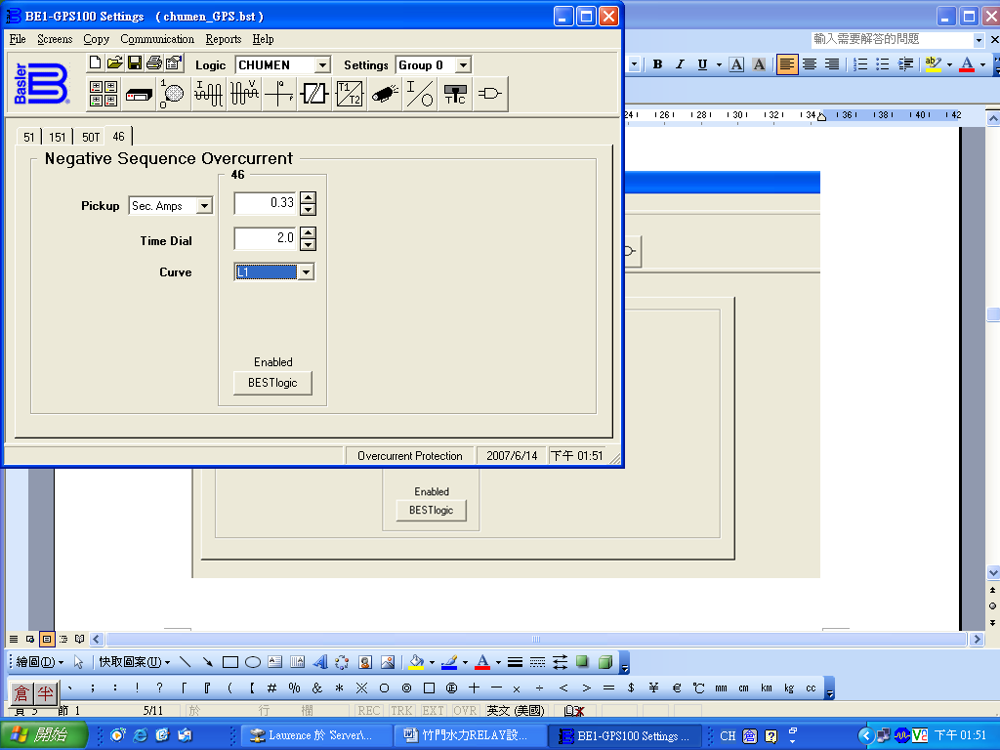 BE1-GPS100 Settings ( chumen_GPS.bst )
File Screens Copy Communication Reports Help
輸入需要解答的問題
Basler
Logic CHUMEN Settings Group 0
51 151 50T 46
24 26 28 30 32 34 36 38 40 42
Negative Sequence Overcurrent
46
Pickup Sec. Amps 0.33
Time Dial 2.0
Curve L1
Enabled
BESTlogic
Overcurrent Protection 2007/6/14 下午 01:51
Enabled
BESTlogic
繪圖(D) 快取圖案(U)
倉 半 、 ; : ! ? 「 『 ( [ # % & * ╳ ○ ◎ □ ㊣ + - × ÷ < > = $ ¥ € ℃ mm cm km kg cc
頁 5 節 1 5/11 於 行 欄 REC TRK EXT OVR 英文 (美國)
開始 Laurence 於 Server\... 竹門水力RELAY設... BE1-GPS100 Settings ... CH 倉 下午 01:51